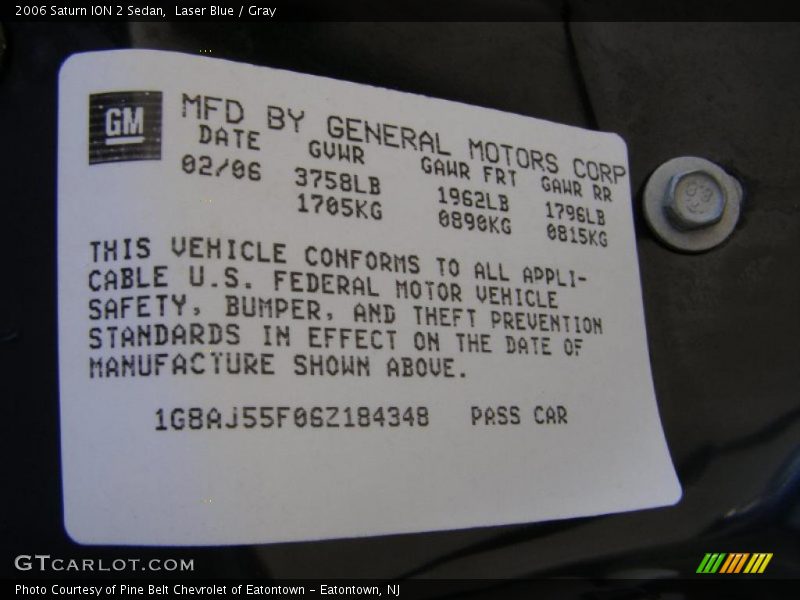 2006 Saturn ION 2 Sedan,  Laser Blue / Gray
GM
MFD BY GENERAL MOTORS CORP
DATE GVWR GAWR FRT GAWR RR
02/06 3758LB 1962LB 1796LB
1705KG 0890KG 0815KG
THIS VEHICLE CONFORMS TO ALL APPLI-
CABLE U.S. FEDERAL MOTOR VEHICLE
SAFETY, BUMPER, AND THEFT PREVENTION
STANDARDS IN EFFECT ON THE DATE OF
MANUFACTURE SHOWN ABOVE.
1G8AJ55F06Z184348 PASS CAR
GTCARLOT.COM
Photo Courtesy of Pine Belt Chevrolet of Eatontown - Eatontown, NJ